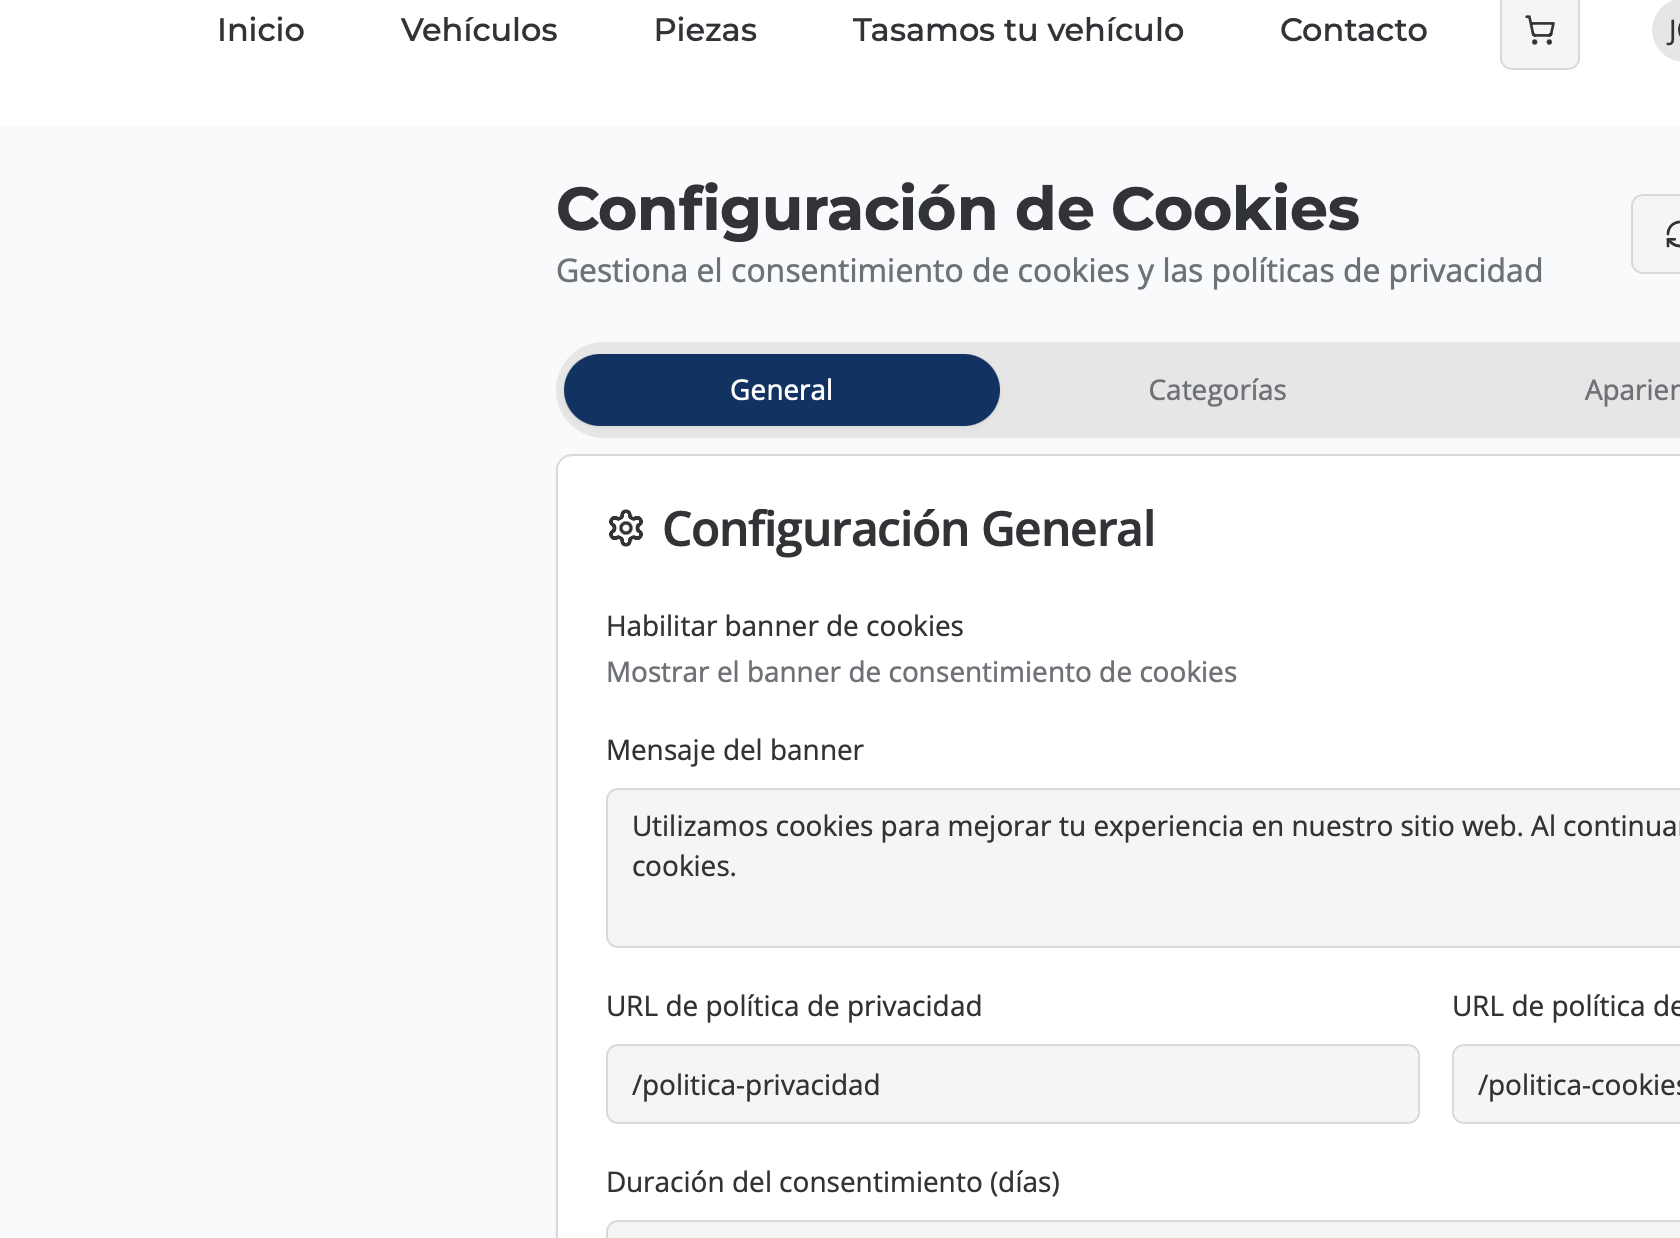 Inicio Vehículos Piezas Tasamos tu vehículo Contacto
Configuración de Cookies
Gestiona el consentimiento de cookies y las políticas de privacidad
General Categorías
Configuración General
Habilitar banner de cookies
Mostrar el banner de consentimiento de cookies
Mensaje del banner
Utilizamos cookies para mejorar tu experiencia en nuestro sitio web. Al continuar
cookies.
URL de política de privacidad URL de política de
/politica-privacidad /politica-cookies
Duración del consentimiento (días)